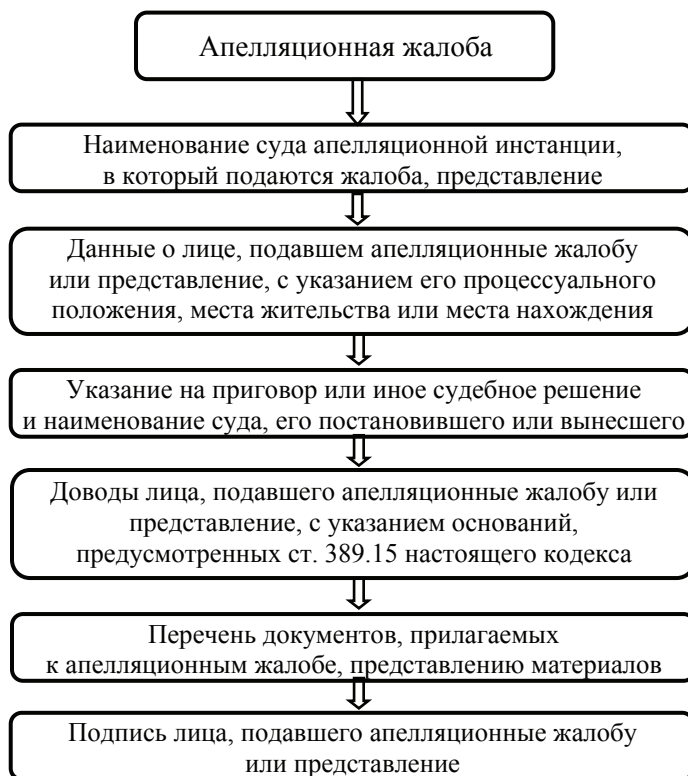 Апелляционная жалоба
Наименование суда апелляционной инстанции,
в который подаются жалоба, представление
Данные о лице, подавшем апелляционные жалобу
или представление, с указанием его процессуального
положения, места жительства или места нахождения
Указание на приговор или иное судебное решение
и наименование суда, его постановившего или вынесшего
Доводы лица, подавшего апелляционные жалобу или
представление, с указанием оснований,
предусмотренных ст. 389.15 настоящего кодекса
Перечень документов, прилагаемых
к апелляционным жалобе, представлению материалов
Подпись лица, подавшего апелляционные жалобу
или представление